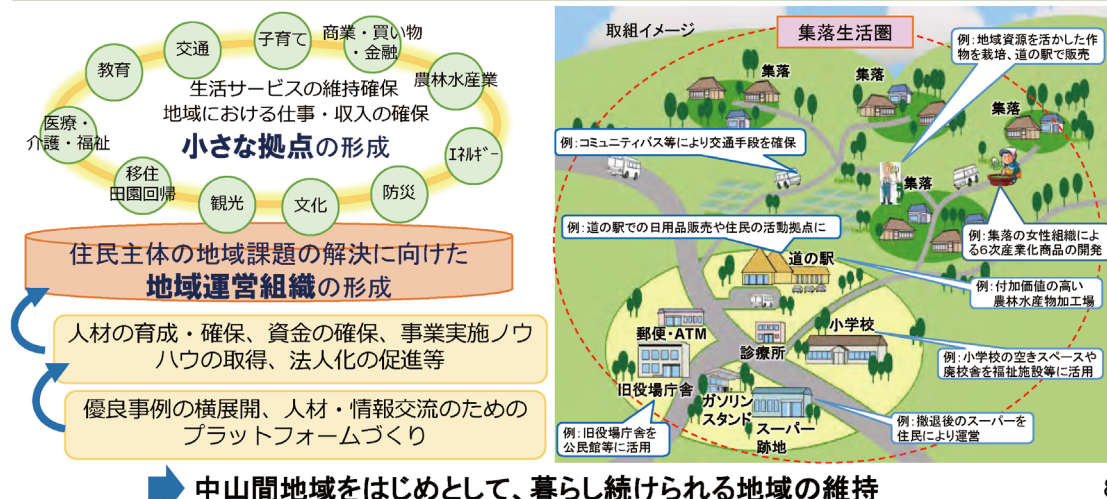 子育て
商業・買い物
・金融
交通
教育
農林水産業
生活サービスの維持確保
地域における仕事・収入の確保
小さな拠点の形成
医療・
介護・福祉
エネルギー
移住
田園回帰
防災
観光
文化
住民主体の地域課題の解決に向けた
地域運営組織の形成
人材の育成・確保、資金の確保、事業実施ノウ
ハウの取得、法人化の促進等
優良事例の横展開、人材・情報交流のための
プラットフォームづくり
取組イメージ
集落生活圏
例:地域資源を活かした作
物を栽培、道の駅で販売
集落
集落
集落
例:コミュニティバス等により交通手段を確保
集落
例:道の駅での日用品販売や住民の活動拠点に
例:集落の女性組織によ
る6次産業化商品の開発
道の駅
例:付加価値の高い
農林水産物加工場
郵便・ATM
小学校
診療所
例:小学校の空きスペースや
廃校舎を福祉施設等に活用
旧役場庁舎
ガソリン
スタンド
スーパー
跡地
例:旧役場庁舎を
公民館等に活用
例:撤退後のスーパーを
住民により運営
中山間地域をはじめとして、暮らし続けられる地域の維持